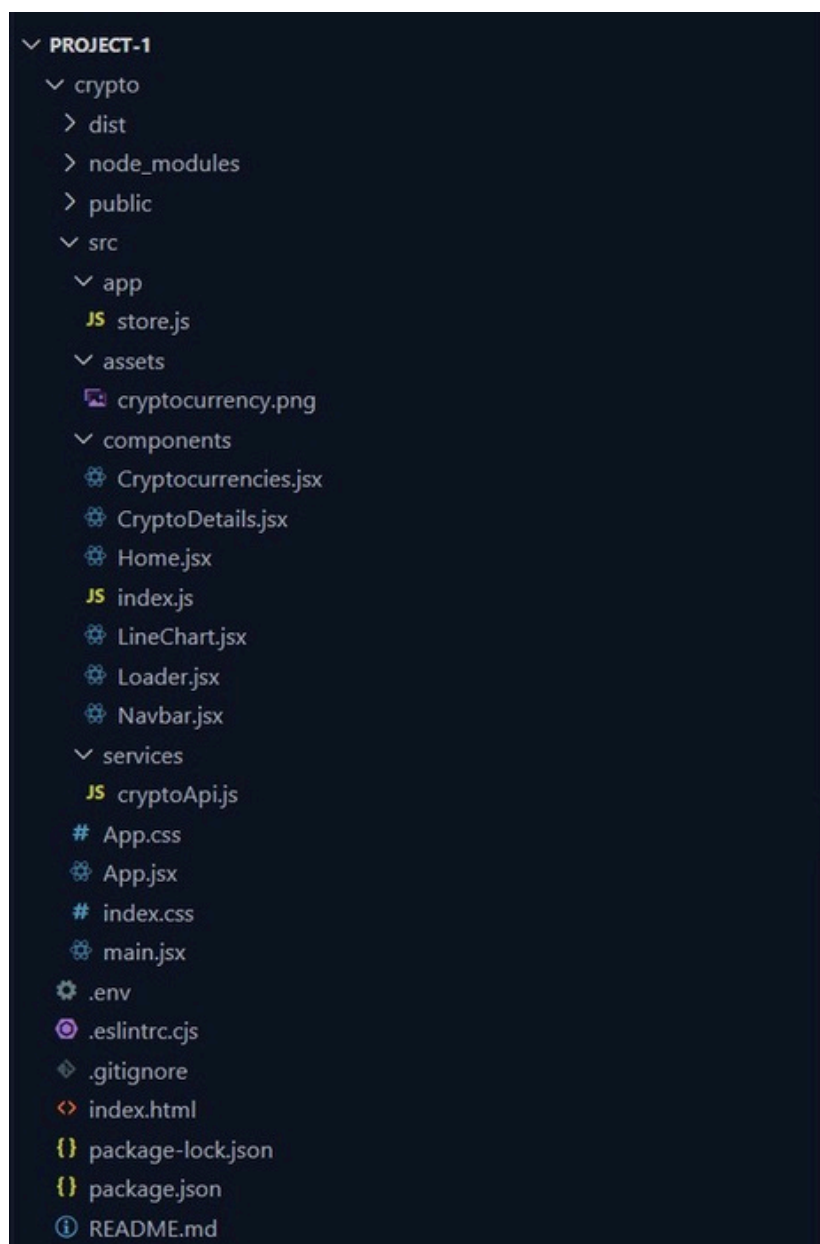 PROJECT-1
crypto
dist
node_modules
public
src
app
JS store.js
assets
cryptocurrency.png
components
Cryptocurrencies.jsx
CryptoDetails.jsx
Home.jsx
JS index.js
LineChart.jsx
Loader.jsx
Navbar.jsx
services
JS cryptoApi.js
# App.css
App.jsx
# index.css
main.jsx
.env
.eslintrc.cjs
.gitignore
<> index.html
{} package-lock.json
{} package.json
README.md